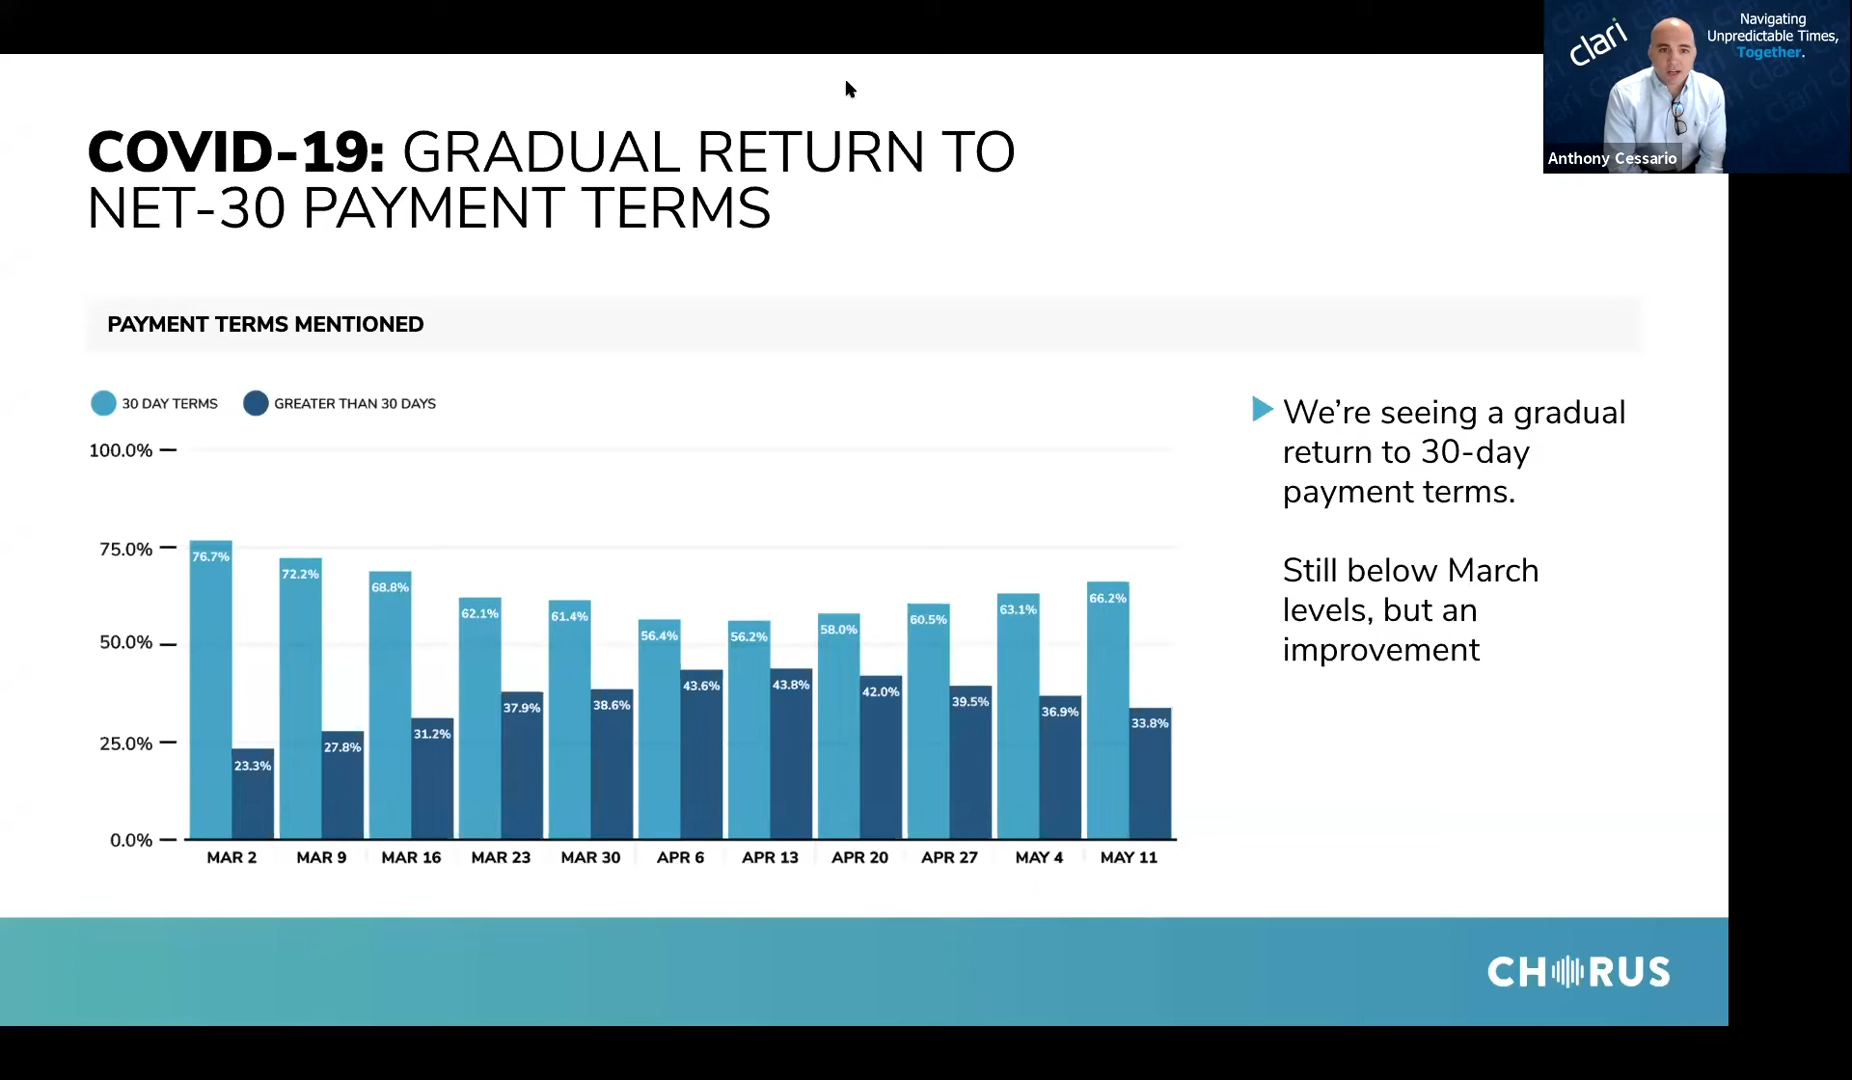 clari
Navigating
Unpredictable Times,
Together.
Anthony Cessario
COVID-19: GRADUAL RETURN TO
NET-30 PAYMENT TERMS
PAYMENT TERMS MENTIONED
30 DAY TERMS GREATER THAN 30 DAYS
100.0%
75.0%
50.0%
25.0%
0.0%
76.7% 23.3%
72.2% 27.8%
68.8% 31.2%
62.1% 37.9%
61.4% 38.6%
56.4% 43.6%
56.2% 43.8%
58.0% 42.0%
60.5% 39.5%
63.1% 36.9%
66.2% 33.8%
MAR 2 MAR 9 MAR 16 MAR 23 MAR 30 APR 6 APR 13 APR 20 APR 27 MAY 4 MAY 11
We're seeing a gradual
return to 30-day
payment terms.
Still below March
levels, but an
improvement
CHORUS